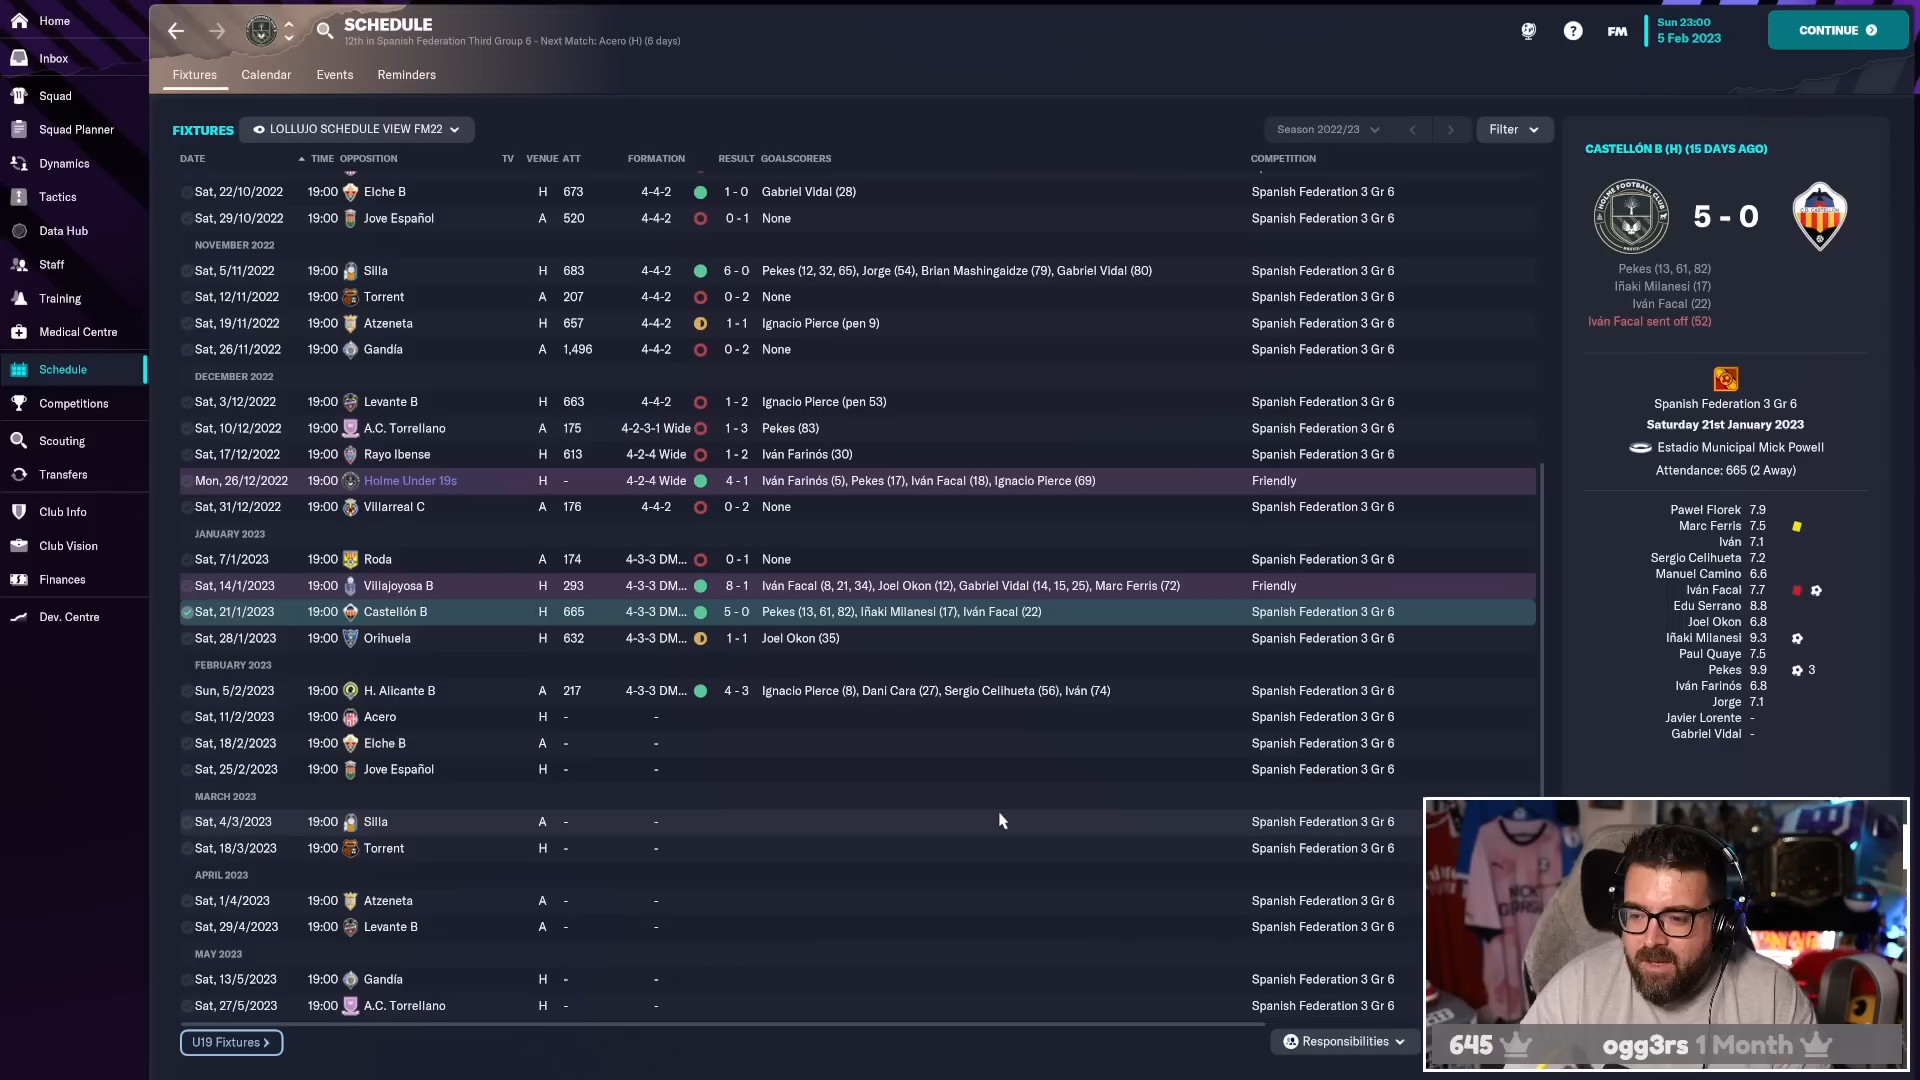 Home
Inbox
Squad
Squad Planner
Dynamics
Tactics
Data Hub
Staff
Training
Medical Centre
Schedule
Competitions
Scouting
Transfers
Club Info
Club Vision
Finances
Dev. Centre
SCHEDULE
12th in Spanish Federation Third Group 6 - Next Match: Acero (H) (6 days)
FM
Sun 23:00
5 Feb 2023
CONTINUE
Fixtures Calendar Events Reminders
FIXTURES LOLLUJO SCHEDULE VIEW FM22 Season 2022/23 Filter
DATE TIME OPPOSITION TV VENUE ATT FORMATION RESULT GOALSCORERS COMPETITION
Sat, 22/10/2022 19:00 Elche B H 673 4-4-2 1 - 0 Gabriel Vidal (28) Spanish Federation 3 Gr 6
Sat, 29/10/2022 19:00 Jove Español A 520 4-4-2 0 - 1 None Spanish Federation 3 Gr 6
NOVEMBER 2022
Sat, 5/11/2022 19:00 Silla H 683 4-4-2 6 - 0 Pekes (12, 32, 65), Jorge (54), Brian Mashingaidze (79), Gabriel Vidal (80) Spanish Federation 3 Gr 6
Sat, 12/11/2022 19:00 Torrent A 207 4-4-2 0 - 2 None Spanish Federation 3 Gr 6
Sat, 19/11/2022 19:00 Atzeneta H 657 4-4-2 1 - 1 Ignacio Pierce (pen 9) Spanish Federation 3 Gr 6
Sat, 26/11/2022 19:00 Gandía A 1,496 4-4-2 0 - 2 None Spanish Federation 3 Gr 6
DECEMBER 2022
Sat, 3/12/2022 19:00 Levante B H 663 4-4-2 1 - 2 Ignacio Pierce (pen 53) Spanish Federation 3 Gr 6
Sat, 10/12/2022 19:00 A.C. Torrellano A 175 4-2-3-1 Wide 1 - 3 Pekes (83) Spanish Federation 3 Gr 6
Sat, 17/12/2022 19:00 Rayo Ibense H 613 4-2-4 Wide 1 - 2 Iván Farinós (30) Spanish Federation 3 Gr 6
Mon, 26/12/2022 19:00 Holme Under 19s H - 4-2-4 Wide 4 - 1 Iván Farinós (5), Pekes (17), Iván Facal (18), Ignacio Pierce (69) Friendly
Sat, 31/12/2022 19:00 Villarreal C A 176 4-4-2 0 - 2 None Spanish Federation 3 Gr 6
JANUARY 2023
Sat, 7/1/2023 19:00 Roda A 174 4-3-3 DM... 0 - 1 None Spanish Federation 3 Gr 6
Sat, 14/1/2023 19:00 Villajoyosa B H 293 4-3-3 DM... 8 - 1 Iván Facal (8, 21, 34), Joel Okon (12), Gabriel Vidal (14, 15, 25), Marc Ferris (72) Friendly
Sat, 21/1/2023 19:00 Castellón B H 665 4-3-3 DM... 5 - 0 Pekes (13, 61, 82), Iñaki Milanesi (17), Iván Facal (22) Spanish Federation 3 Gr 6
Sat, 28/1/2023 19:00 Orihuela H 632 4-3-3 DM... 1 - 1 Joel Okon (35) Spanish Federation 3 Gr 6
FEBRUARY 2023
Sun, 5/2/2023 19:00 H. Alicante B A 217 4-3-3 DM... 4 - 3 Ignacio Pierce (8), Dani Cara (27), Sergio Celihueta (56), Iván (74) Spanish Federation 3 Gr 6
Sat, 11/2/2023 19:00 Acero H - - Spanish Federation 3 Gr 6
Sat, 18/2/2023 19:00 Elche B A - - Spanish Federation 3 Gr 6
Sat, 25/2/2023 19:00 Jove Español H - - Spanish Federation 3 Gr 6
MARCH 2023
Sat, 4/3/2023 19:00 Silla A - - Spanish Federation 3 Gr 6
Sat, 18/3/2023 19:00 Torrent H - - Spanish Federation 3 Gr 6
APRIL 2023
Sat, 1/4/2023 19:00 Atzeneta A - - Spanish Federation 3 Gr 6
Sat, 29/4/2023 19:00 Levante B A - - Spanish Federation 3 Gr 6
MAY 2023
Sat, 13/5/2023 19:00 Gandía H - - Spanish Federation 3 Gr 6
Sat, 27/5/2023 19:00 A.C. Torrellano H - - Spanish Federation 3 Gr 6
U19 Fixtures
Responsibilities
CASTELLÓN B (H) (15 DAYS AGO)
5 - 0
Pekes (13, 61, 82)
Iñaki Milanesi (17)
Iván Facal (22)
Iván Facal sent off (52)
Spanish Federation 3 Gr 6
Saturday 21st January 2023
Estadio Municipal Mick Powell
Attendance: 665 (2 Away)
Pawel Florek 7.9
Marc Ferris 7.5
Iván 7.1
Sergio Celihueta 7.2
Manuel Camino 6.6
Iván Facal 7.7
Edu Serrano 8.8
Joel Okon 6.8
Iñaki Milanesi 9.3
Paul Quaye 7.5
Pekes 9.9 3
Iván Farinós 6.8
Jorge 7.1
Javier Lorente -
Gabriel Vidal -
645 ogg3rs 1 Month